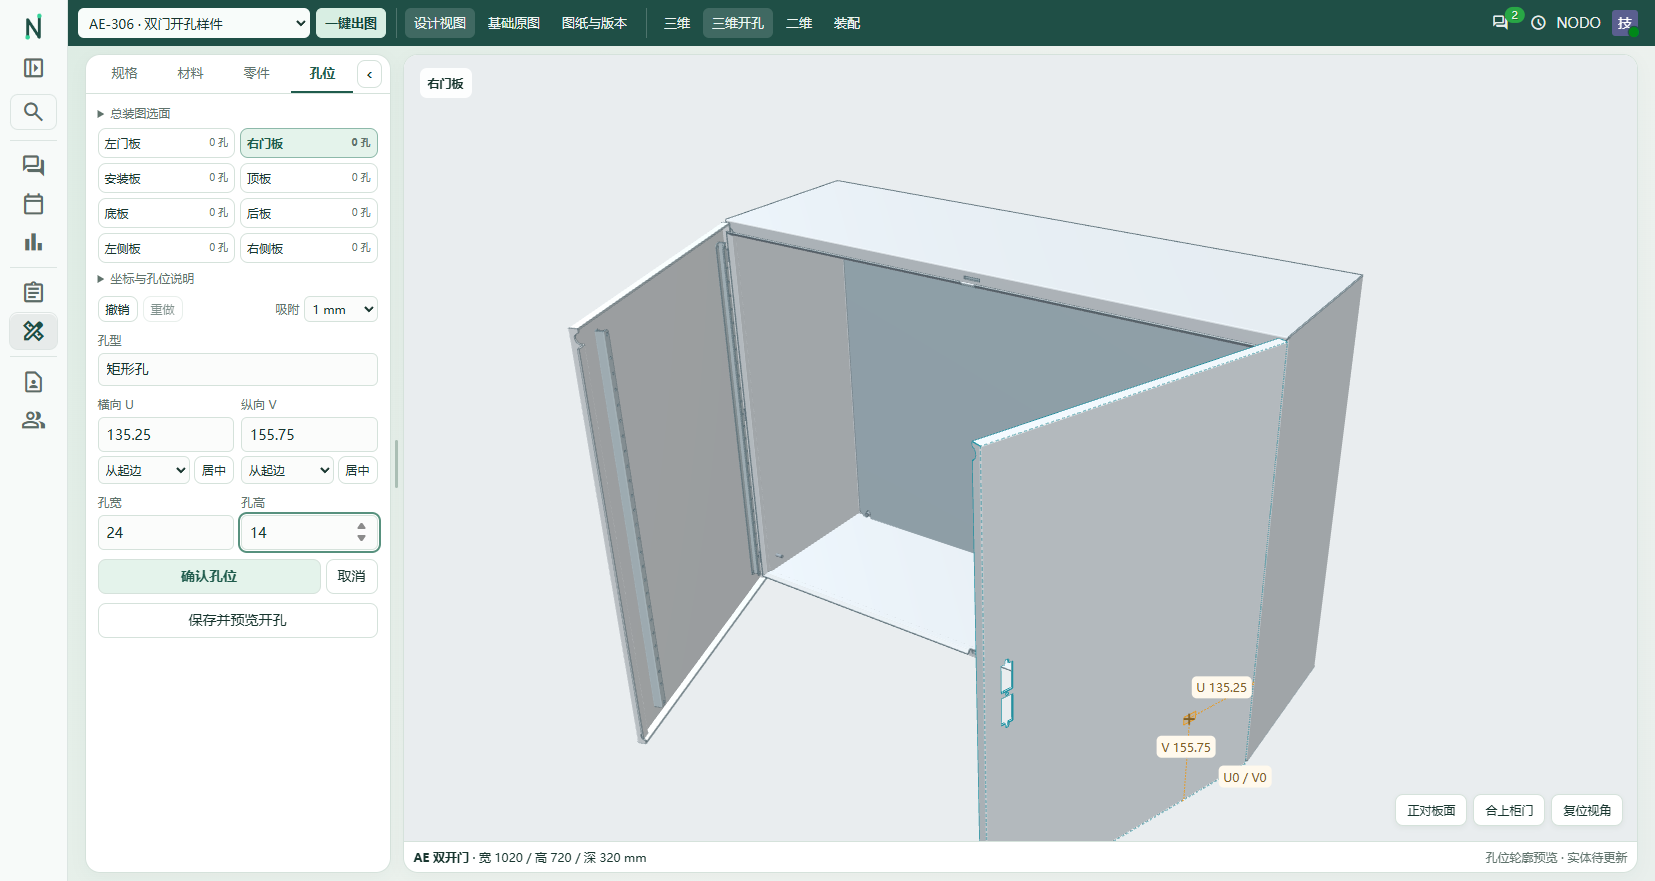 AE-306 · 双门开孔样件
一键出图
设计视图
基础原图
图纸与版本
三维
三维开孔
二维
装配
2
NODO
技
规格
材料
零件
孔位
总装图选面
左门板 0 孔
右门板 0 孔
安装板 0 孔
顶板 0 孔
底板 0 孔
后板 0 孔
左侧板 0 孔
右侧板 0 孔
坐标与孔位说明
撤销
重做
吸附
1 mm
孔型
矩形孔
横向 U
纵向 V
135.25
155.75
从起边
居中
从起边
居中
孔宽
孔高
24
14
确认孔位
取消
保存并预览开孔
右门板
U 135.25
V 155.75
U0 / V0
正对板面
合上柜门
复位视角
AE 双开门 · 宽 1020 / 高 720 / 深 320 mm
孔位轮廓预览 · 实体待更新